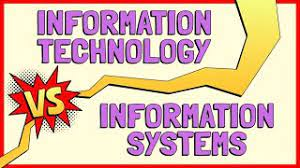 INFORMATION
TECHNOLOGY
VS
INFORMATION
SYSTEMS